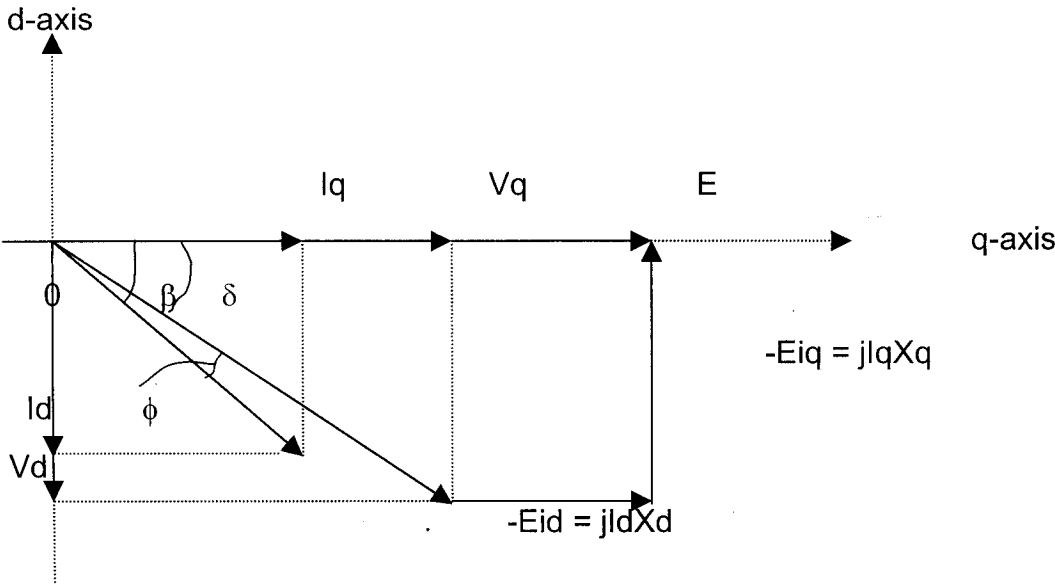 d-axis
Iq Vq E
q-axis
0 β δ
-Eiq = jIqXq
Id
ϕ
Vd
-Eid = jIdXd